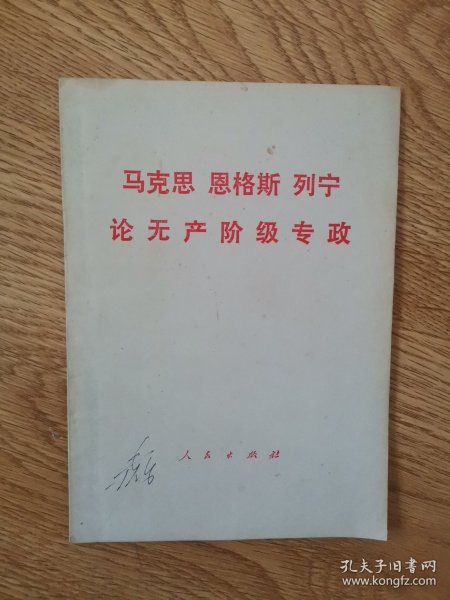 马克思 恩格斯 列宁
论无产阶级专政
人民出版社
孔夫子旧书网
www.kongfz.com